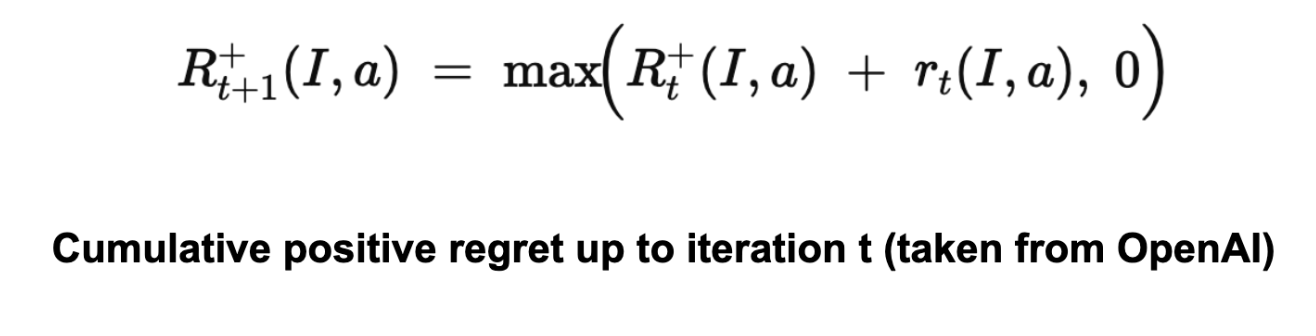 R⁺ₜ₊₁(I, a) = max(R⁺ₜ(I, a) + rₜ(I, a), 0)
Cumulative positive regret up to iteration t (taken from OpenAI)